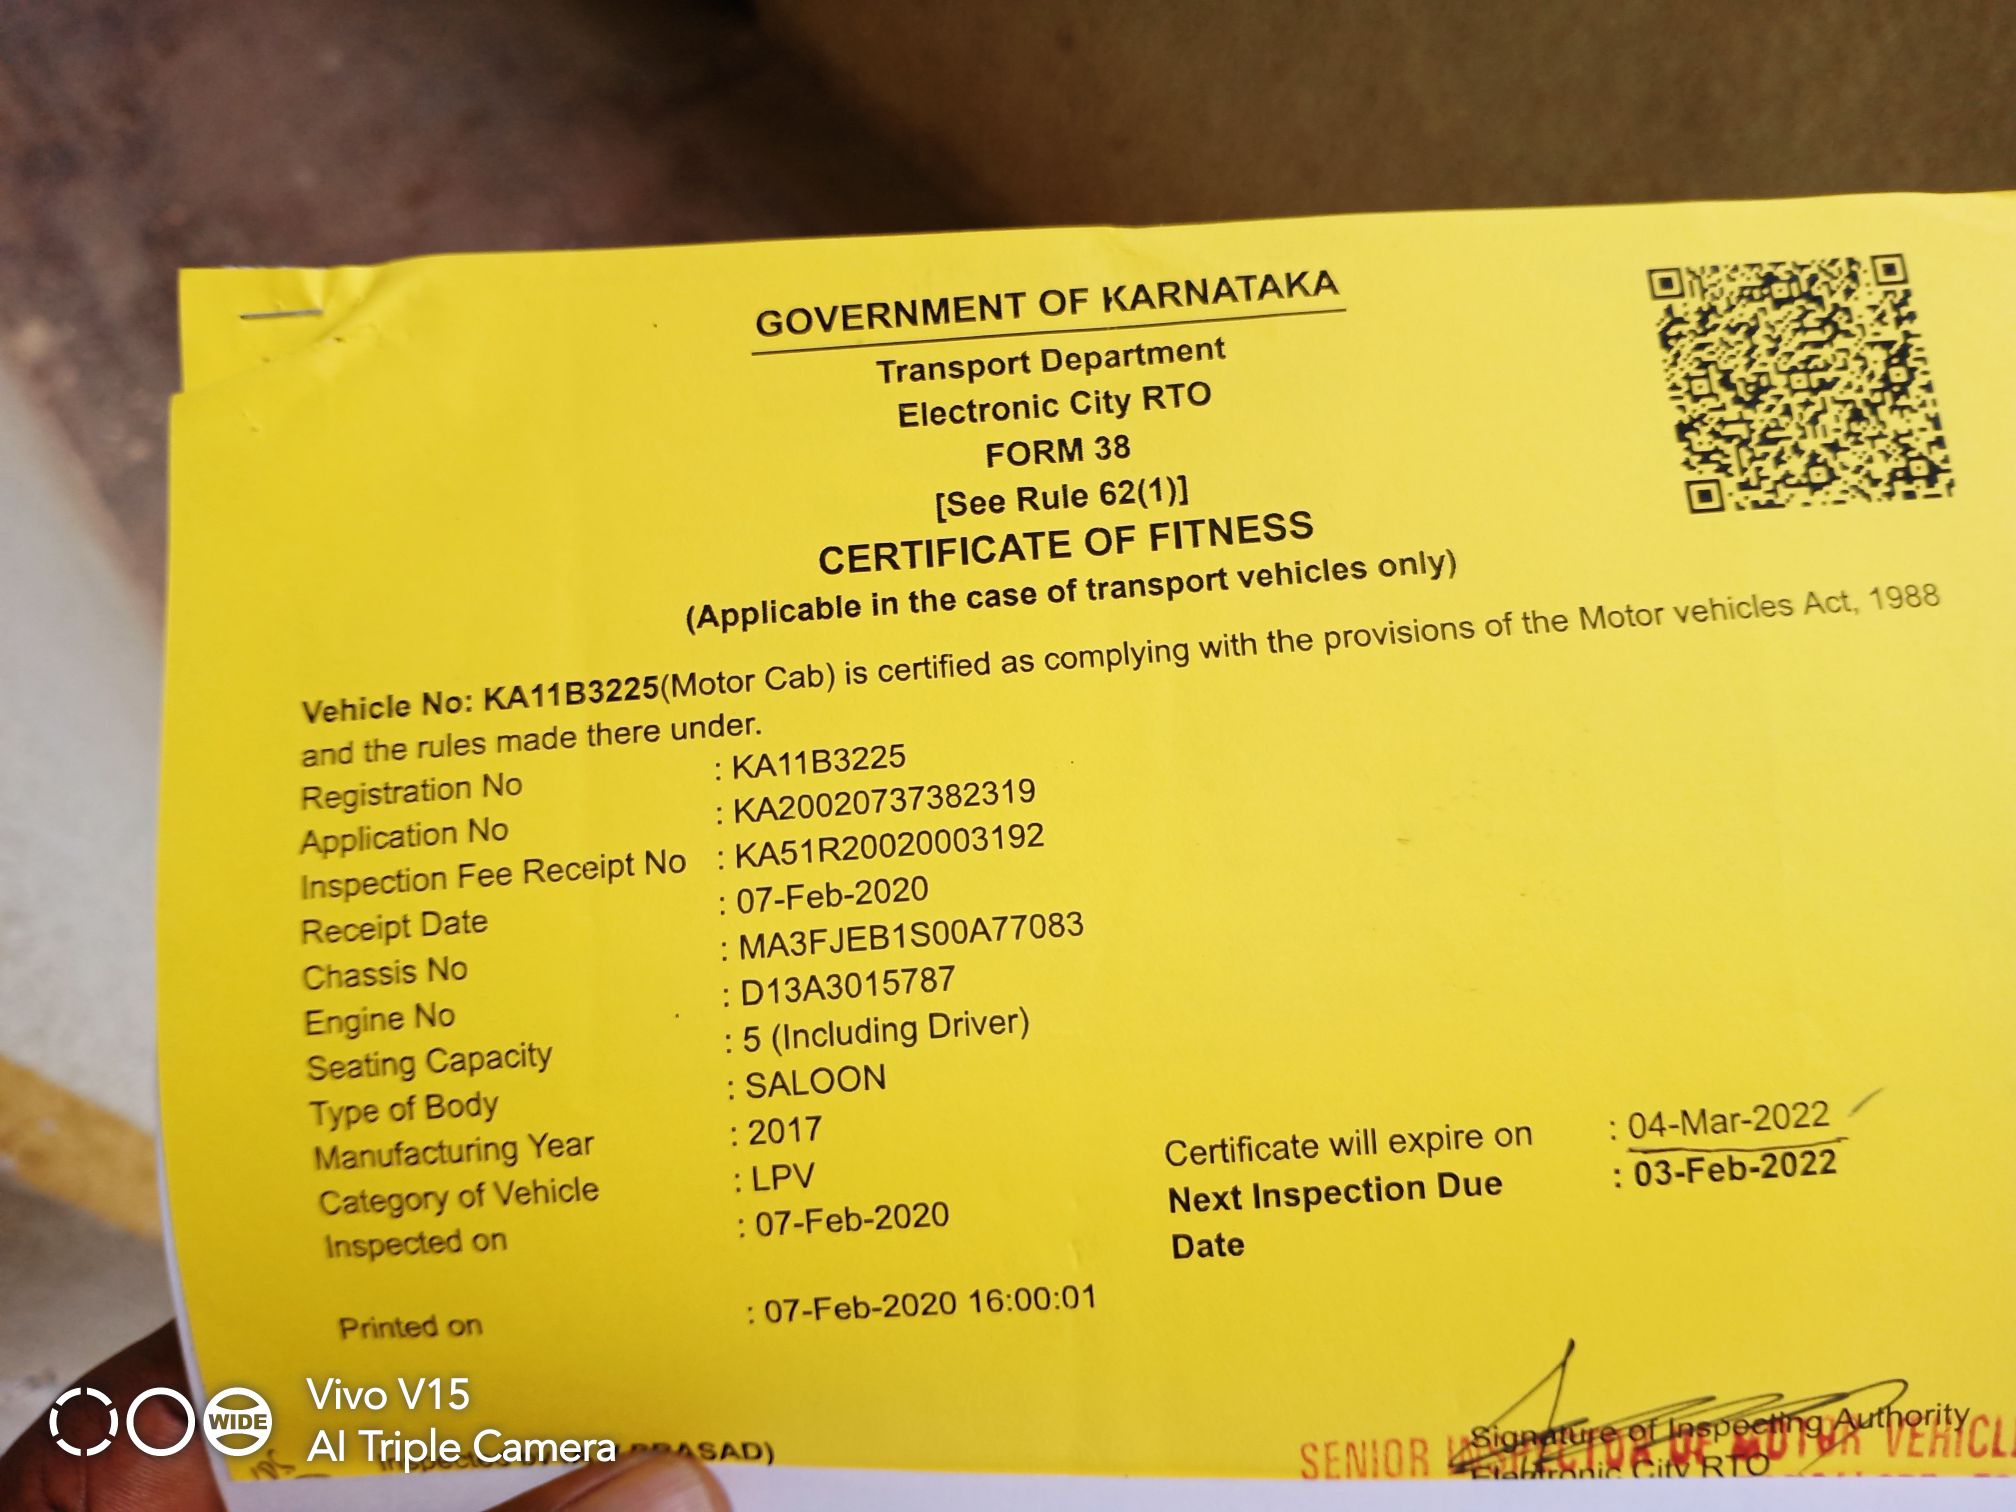 GOVERNMENT OF KARNATAKA
Transport Department
Electronic City RTO
FORM 38
[See Rule 62(1)]
CERTIFICATE OF FITNESS
(Applicable in the case of transport vehicles only)
Vehicle No: KA11B3225(Motor Cab) is certified as complying with the provisions of the Motor vehicles Act, 1988
and the rules made there under.
Registration No : KA11B3225
Application No : KA20020737382319
Inspection Fee Receipt No : KA51R20020003192
Receipt Date : 07-Feb-2020
Chassis No : MA3FJEB1S00A77083
Engine No : D13A3015787
Seating Capacity : 5 (Including Driver)
Type of Body : SALOON
Manufacturing Year : 2017
Category of Vehicle : LPV
Inspected on : 07-Feb-2020
Certificate will expire on : 04-Mar-2022
Next Inspection Due : 03-Feb-2022
Date
Printed on : 07-Feb-2020 16:00:01
Signature of Inspecting Authority
SENIOR INSPECTOR OF MOTOR
Electronic City RTO
PRASAD)
WIDE
Vivo V15
AI Triple Camera